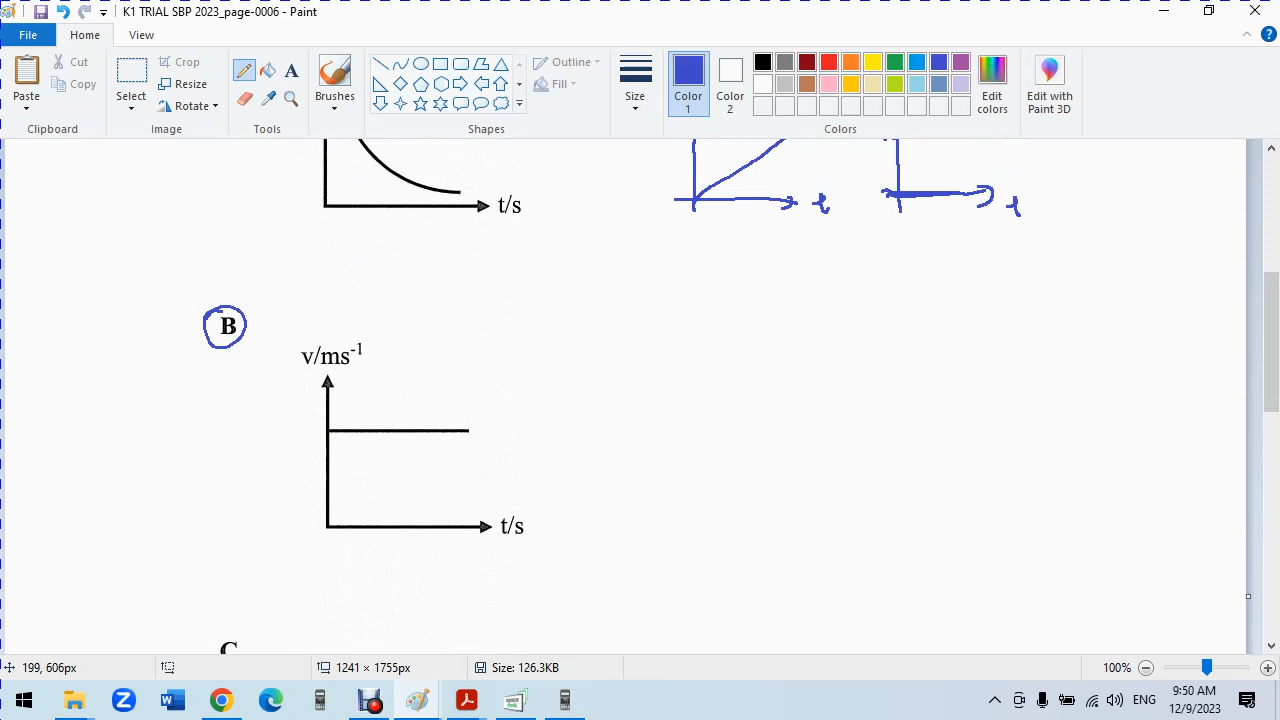 K1 TRIAL SBP 2023_page-0006 - Paint
File Home View
Paste Cut Copy
Clipboard
Select Crop Resize Rotate
Image
A
Tools
Brushes
Outline Fill
Shapes
Size
Color 1
Color 2
Colors
Edit colors
Edit with Paint 3D
t/s
t
t
B
v/ms-1
t/s
C
199, 606px
1241 × 1755px
Size: 126.3KB
100%
ENG
9:50 AM
12/9/2023